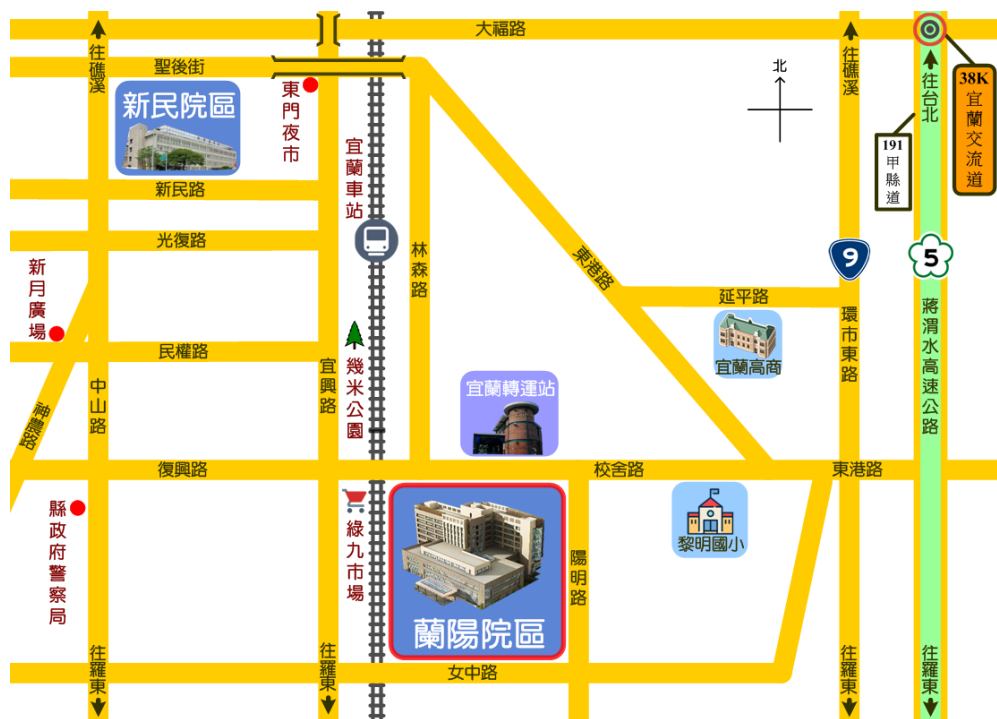 大福路
往礁溪
往礁溪
38K
宜蘭交流道
往台北
191
甲縣道
北
聖後街
新民院區
東門夜市
宜蘭車站
新民路
光復路
林森路
東港路
9
5
新月廣場
延平路
宜蘭高商
環市東路
蔣渭水高速公路
民權路
中山路
宜興路
幾米公園
宜蘭轉運站
神農路
復興路
校舍路
東港路
縣政府警察局
綠九市場
蘭陽院區
陽明路
黎明國小
女中路
往羅東
往羅東
往羅東
往羅東